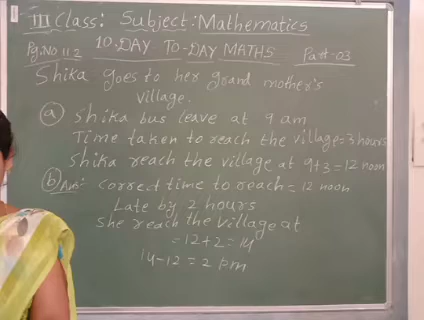 III Class: Subject: Mathematics
Pg.No 112 10.DAY TO-DAY MATHS Part-03
Shika goes to her grand mother's
village.
(a) Shika bus leave at 9 am
Time taken to reach the village=3 hours
Shika reach the village at 9+3=12 noon
(b) Ans: correct time to reach = 12 noon
Late by 2 hours
she reach the village at
=12+2=14
14-12=2 pm